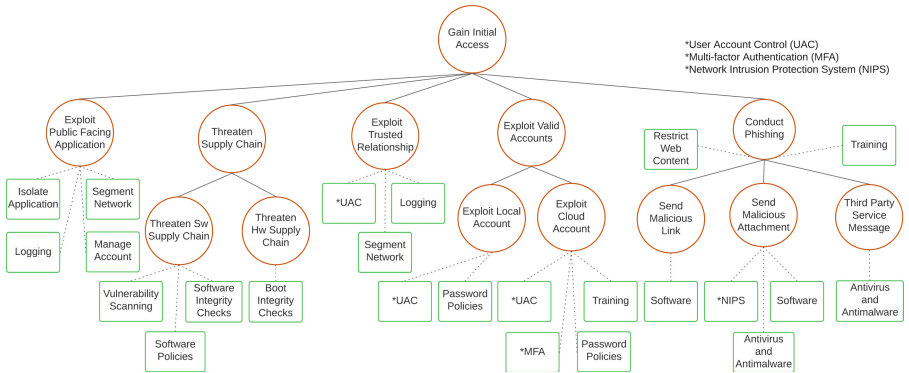 Gain Initial
Access
*User Account Control (UAC)
*Multi-factor Authentication (MFA)
*Network Intrusion Protection System (NIPS)
Exploit
Public Facing
Application
Threaten
Supply Chain
Exploit
Trusted
Relationship
Exploit Valid
Accounts
Conduct
Phishing
Restrict
Web
Content
Training
Isolate
Application
Segment
Network
Logging
Manage
Account
Threaten Sw
Supply Chain
Threaten
Hw Supply
Chain
*UAC
Logging
Segment
Network
Exploit Local
Account
Exploit
Cloud
Account
Send
Malicious
Link
Send
Malicious
Attachment
Third Party
Service
Message
Vulnerability
Scanning
Software
Integrity
Checks
Boot
Integrity
Checks
Software
Policies
*UAC
Password
Policies
*UAC
Training
*MFA
Password
Policies
Software
*NIPS
Software
Antivirus
and
Antimalware
Antivirus
and
Antimalware